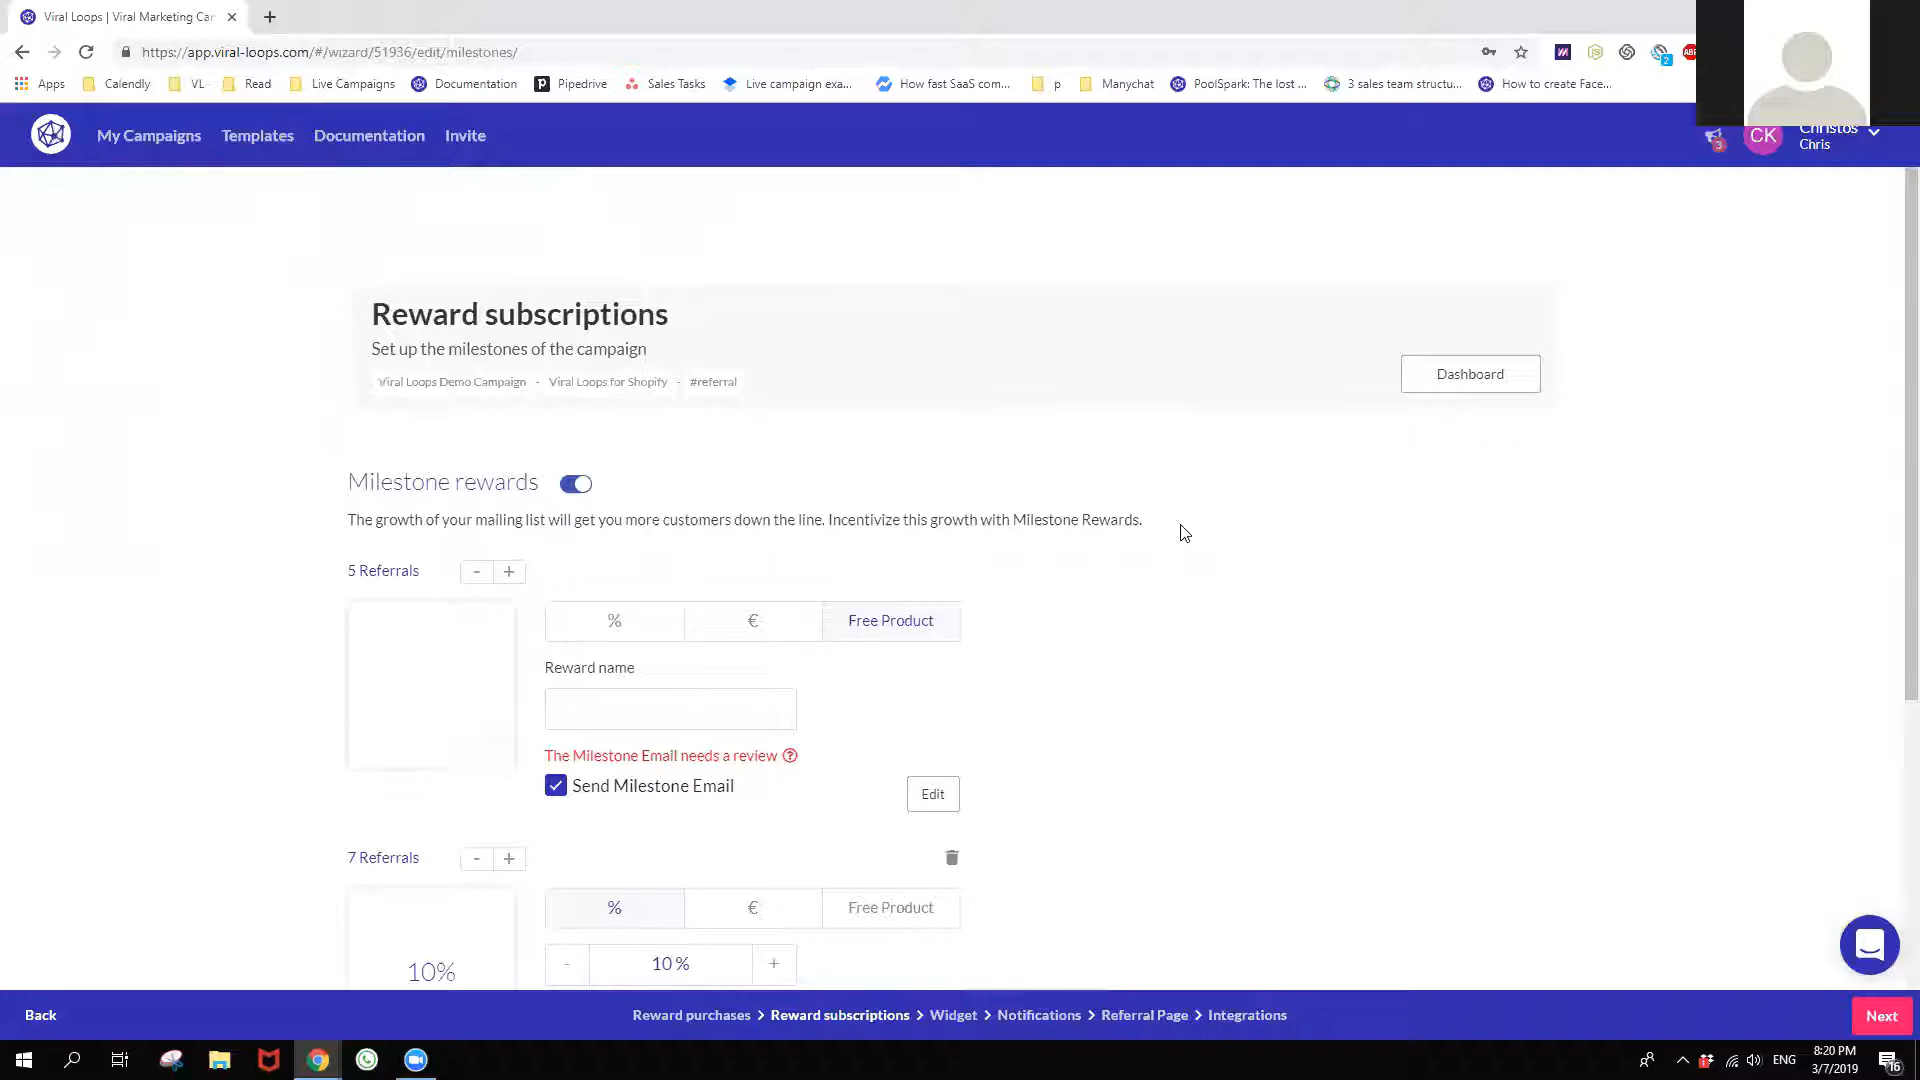 Viral Loops | Viral Marketing Car
https://app.viral-loops.com/#/wizard/51936/edit/milestones/
2
ABP
Apps
Calendly
VL
Read
Live Campaigns
Documentation
Pipedrive
Sales Tasks
Live campaign exa...
How fast SaaS com...
p
Manychat
PoolSpark: The lost ...
3 sales team structu...
How to create Face...
My Campaigns
Templates
Documentation
Invite
3
CK
Christos
Chris
Reward subscriptions
Set up the milestones of the campaign
Viral Loops Demo Campaign - Viral Loops for Shopify - #referral
Dashboard
Milestone rewards
The growth of your mailing list will get you more customers down the line. Incentivize this growth with Milestone Rewards.
5 Referrals - +
% € Free Product
Reward name
The Milestone Email needs a review ?
Send Milestone Email
Edit
7 Referrals - +
% € Free Product
10%
- 10 % +
Back
Reward purchases > Reward subscriptions > Widget > Notifications > Referral Page > Integrations
Next
ENG
8:20 PM
3/7/2019
16